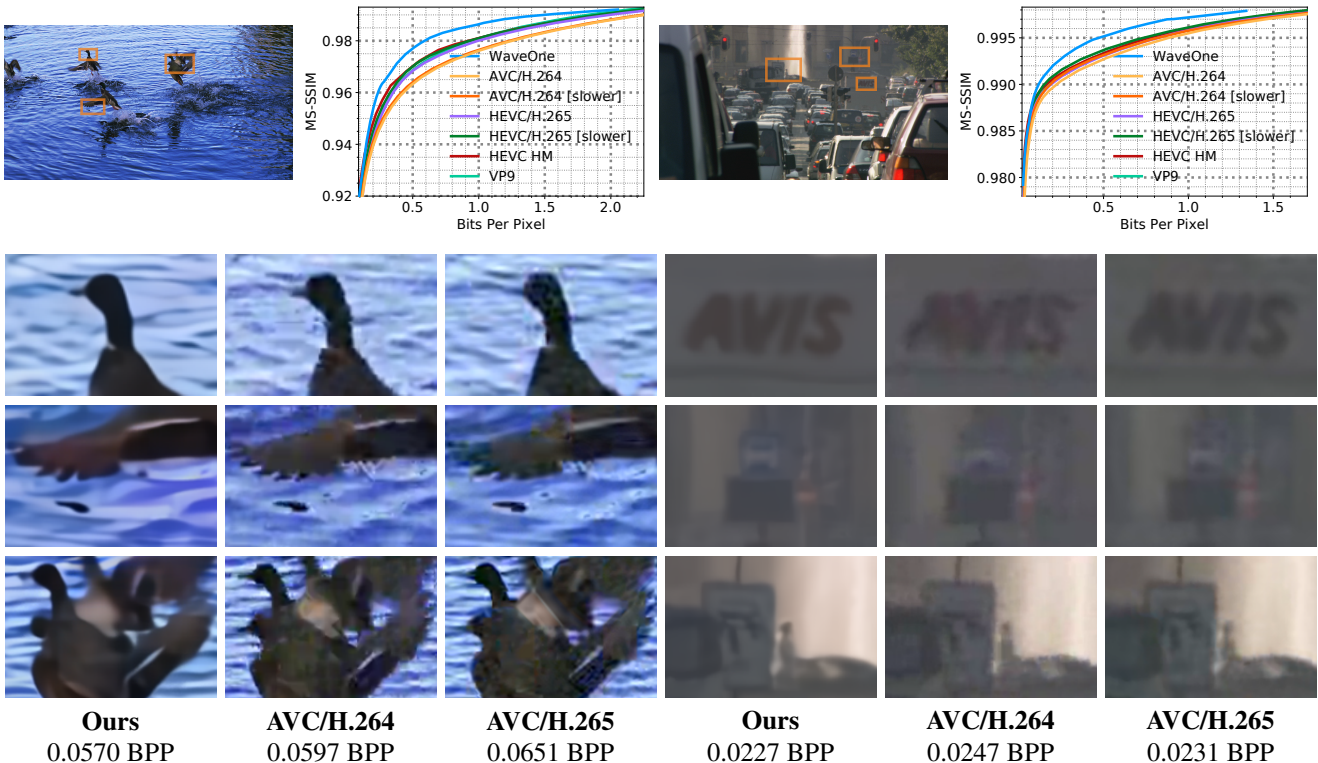 MS-SSIM
0.98
0.96
0.94
0.92
WaveOne
AVC/H.264
AVC/H.264 [slower]
HEVC/H.265
HEVC/H.265 [slower]
HEVC HM
VP9
0.5 1.0 1.5 2.0
Bits Per Pixel
MS-SSIM
0.995
0.990
0.985
0.980
WaveOne
AVC/H.264
AVC/H.264 [slower]
HEVC/H.265
HEVC/H.265 [slower]
HEVC HM
VP9
0.5 1.0 1.5
Bits Per Pixel
AVIS AVIS AVIS
Ours AVC/H.264 AVC/H.265 Ours AVC/H.264 AVC/H.265
0.0570 BPP 0.0597 BPP 0.0651 BPP 0.0227 BPP 0.0247 BPP 0.0231 BPP